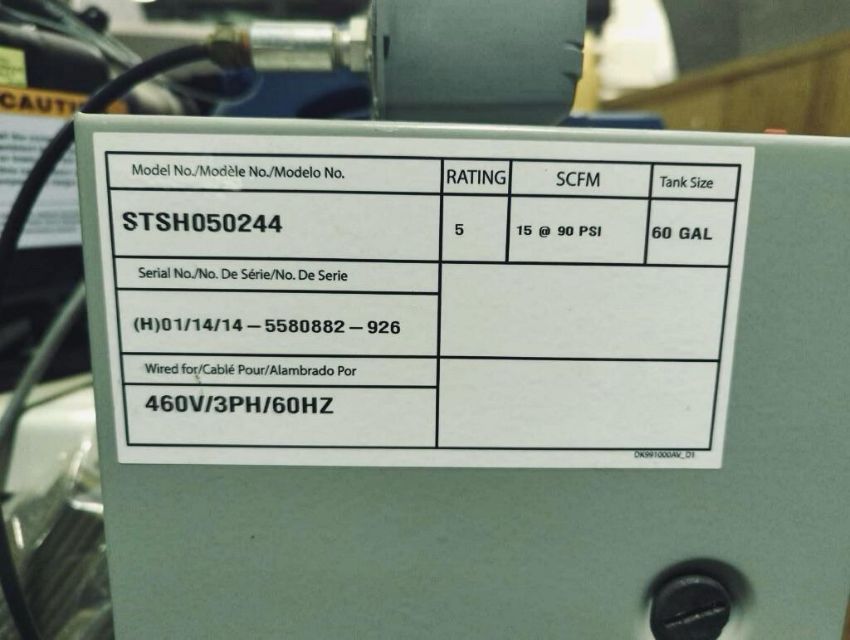 CAUTI
Model No./Modèle No./Modelo No.
RATING
SCFM
Tank Size
STSH050244
5
15 @ 90 PSI
60 GAL
Serial No./No. De Série/No. De Serie
(H)01/14/14 – 5580882 – 926
Wired for/Cablé Pour/Alambrado Por
460V/3PH/60HZ
DK991000AV_D1